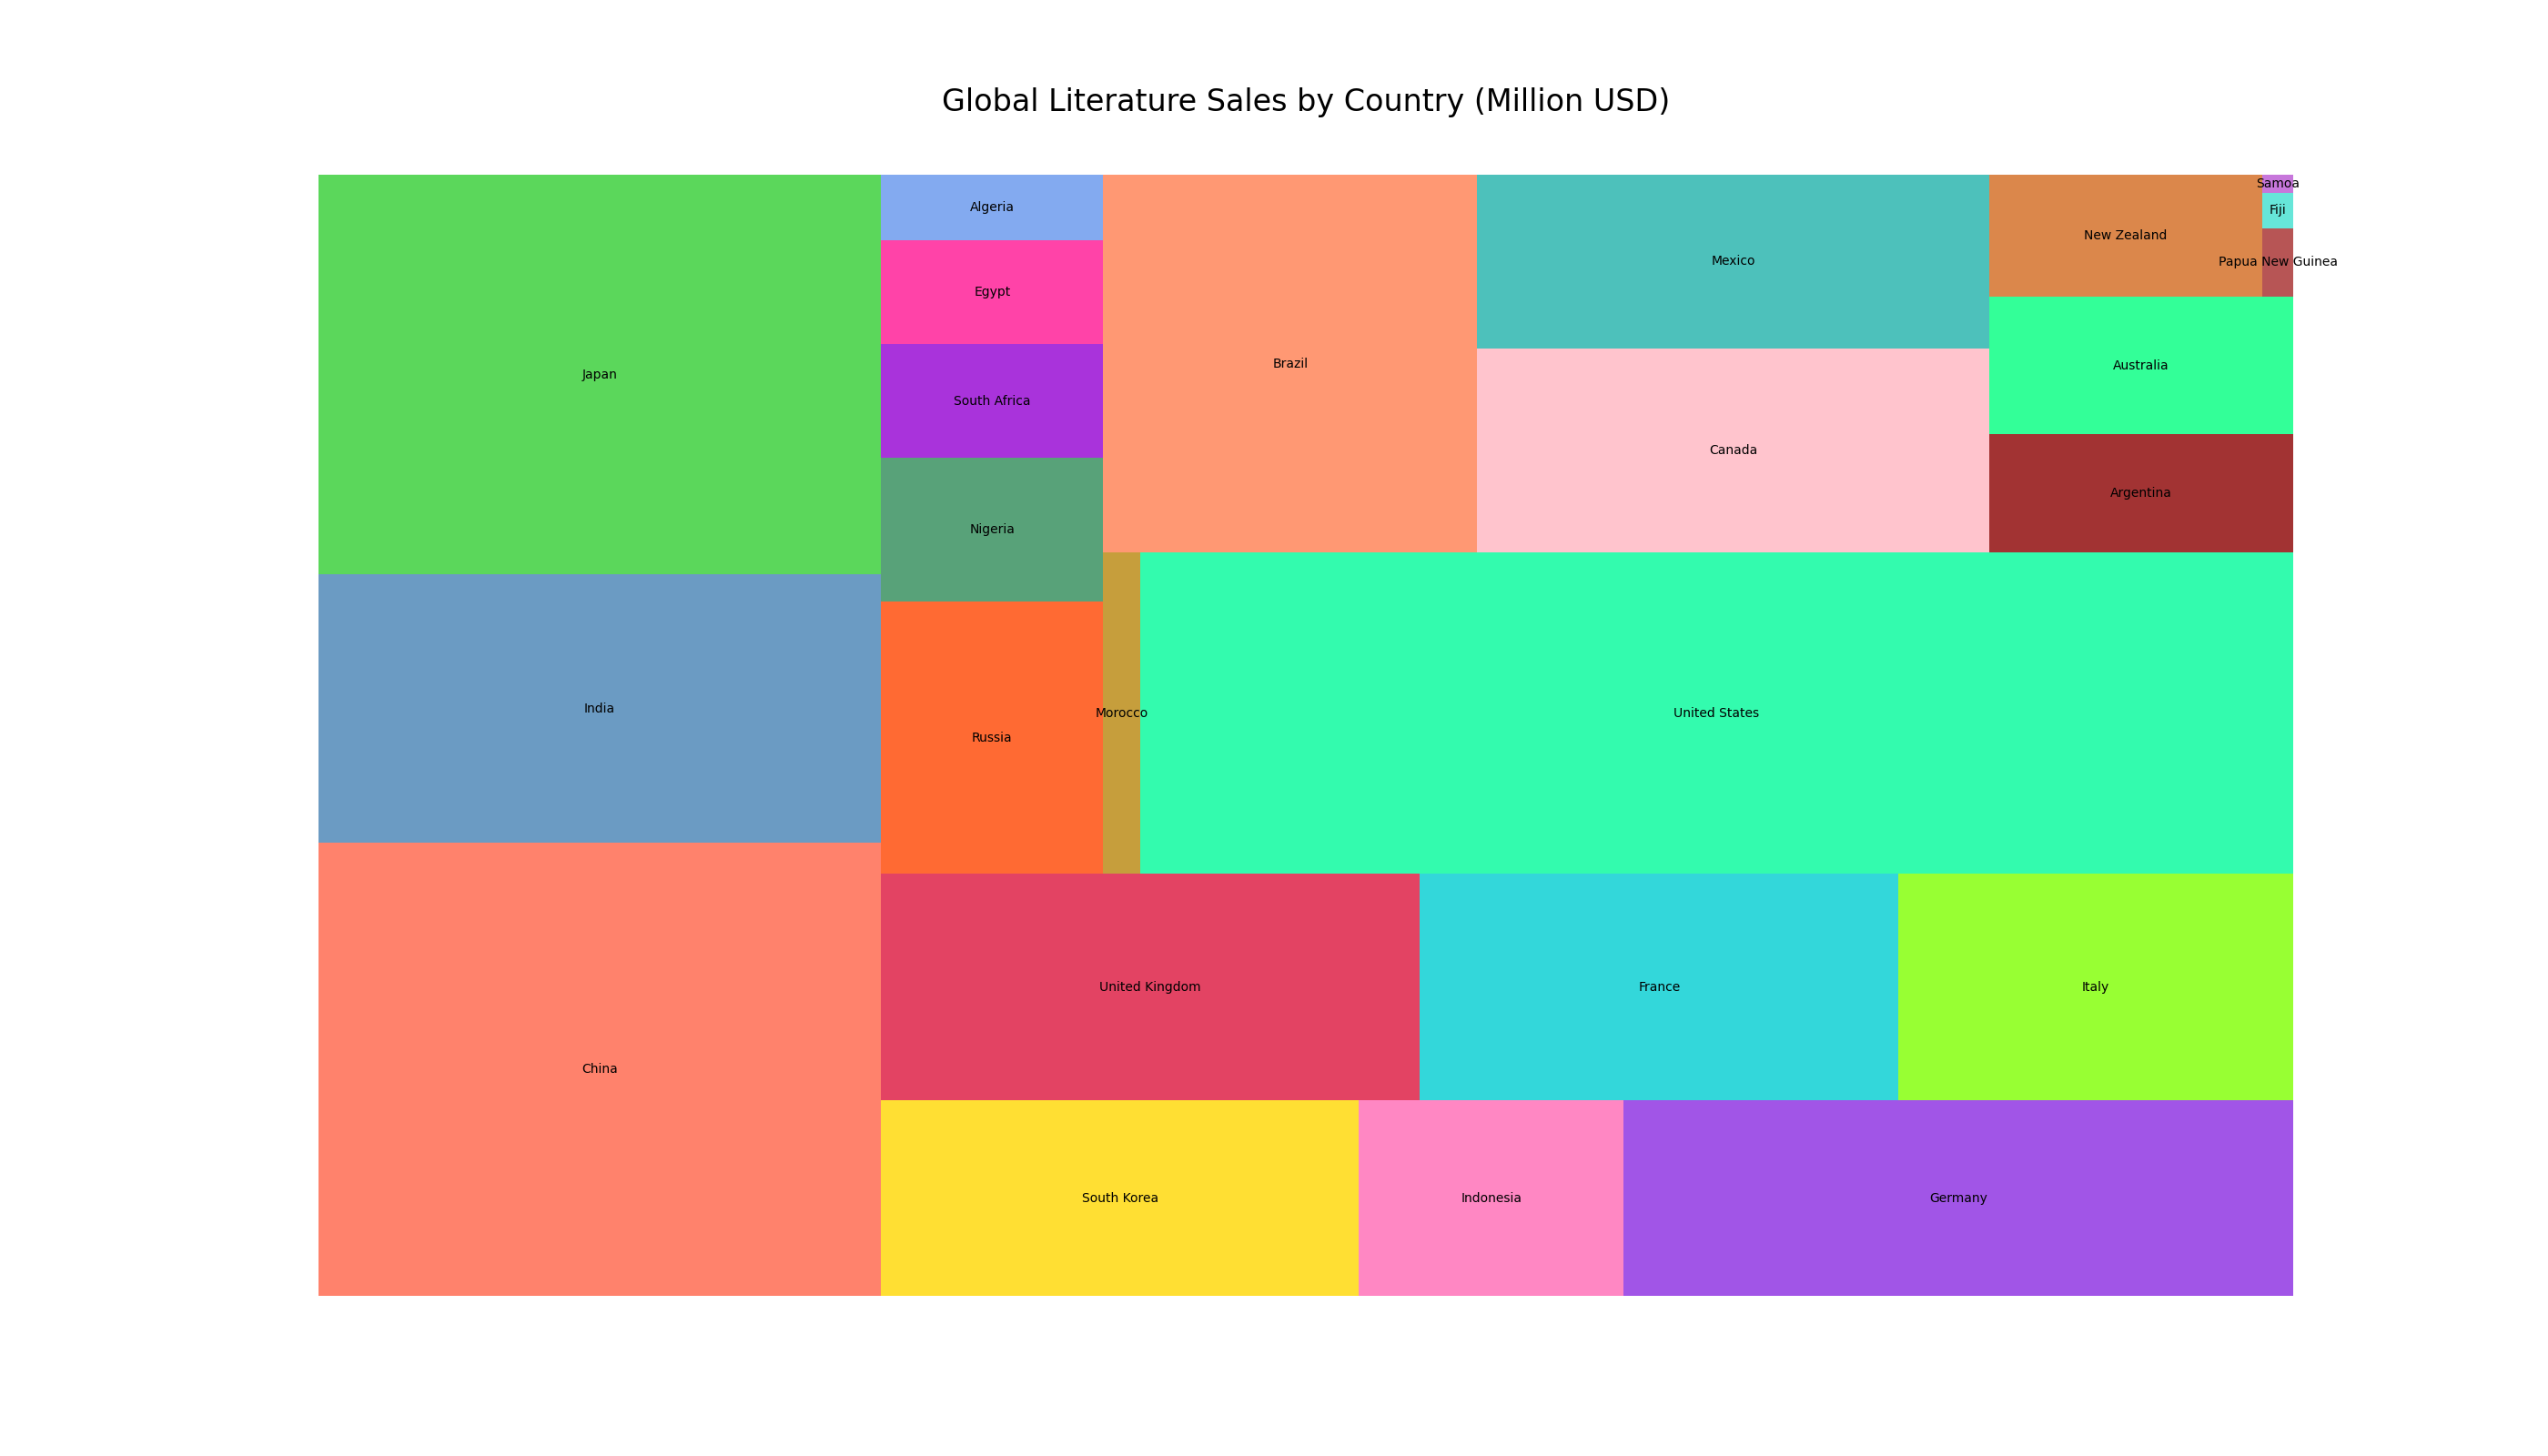 Global Literature Sales by Country (Million USD)
Samoa
Algeria
Fiji
New Zealand
Mexico
Papua New Guinea
Egypt
Brazil
Australia
Japan
South Africa
Canada
Argentina
Nigeria
India
Morocco
United States
Russia
United Kingdom
France
Italy
China
South Korea
Indonesia
Germany